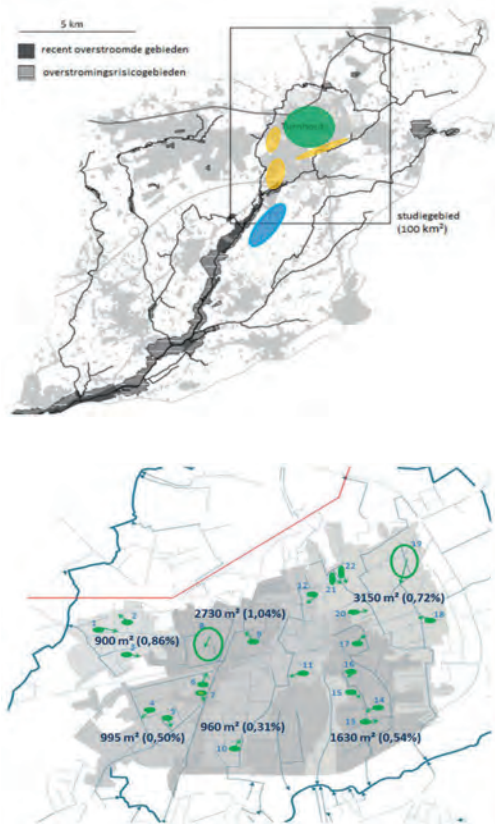 5 km
recent overstroomde gebieden
overstromingsrisicogebieden
studiegebied
(100 km²)
19
22
21
12
3150 m² (0,72%)
2730 m² (1,04%)
20
18
2
1
900 m² (0,86%)
9
17
3
11
16
6
7
15
4
5
14
13
995 m² (0,50%)
960 m² (0,31%)
1630 m² (0,54%)
10